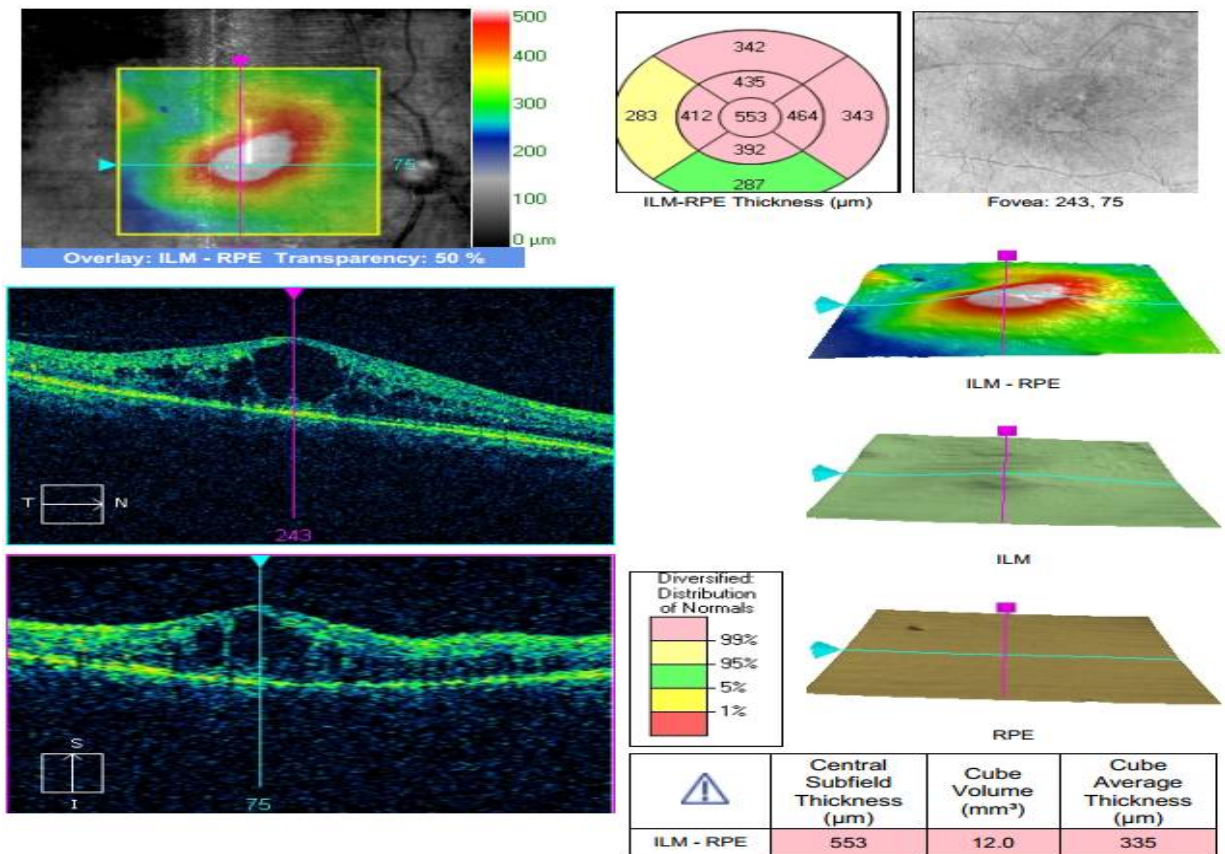 500
400
300
200
100
0 µm
75
Overlay: ILM - RPE Transparency: 50 %
342
435
283
412
553
464
343
392
287
ILM-RPE Thickness (µm)
Fovea: 243, 75
T
N
243
ILM - RPE
ILM
S
I
75
Diversified:
Distribution
of Normals
99%
95%
5%
1%
RPE
Central
Subfield
Thickness
(µm)
Cube
Volume
(mm³)
Cube
Average
Thickness
(µm)
ILM - RPE
553
12.0
335